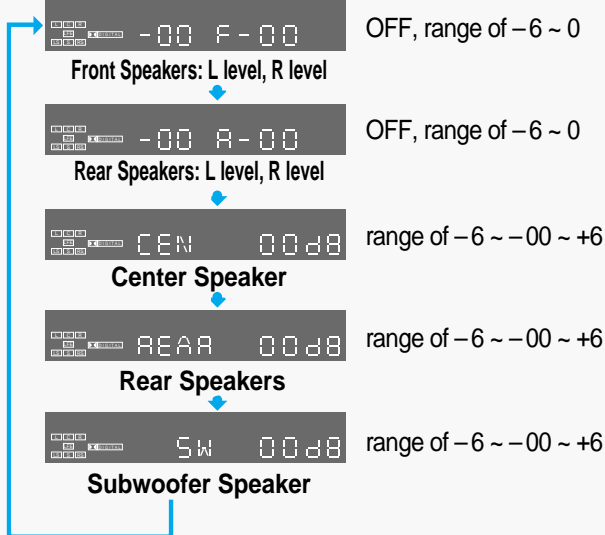 -00 F-00
OFF, range of –6 ~ 0
Front Speakers: L level, R level
-00 R-00
OFF, range of –6 ~ 0
Rear Speakers: L level, R level
CEN 00dB
range of –6 ~ –00 ~ +6
Center Speaker
REAR 00dB
range of –6 ~ –00 ~ +6
Rear Speakers
SW 00dB
range of –6 ~ –00 ~ +6
Subwoofer Speaker